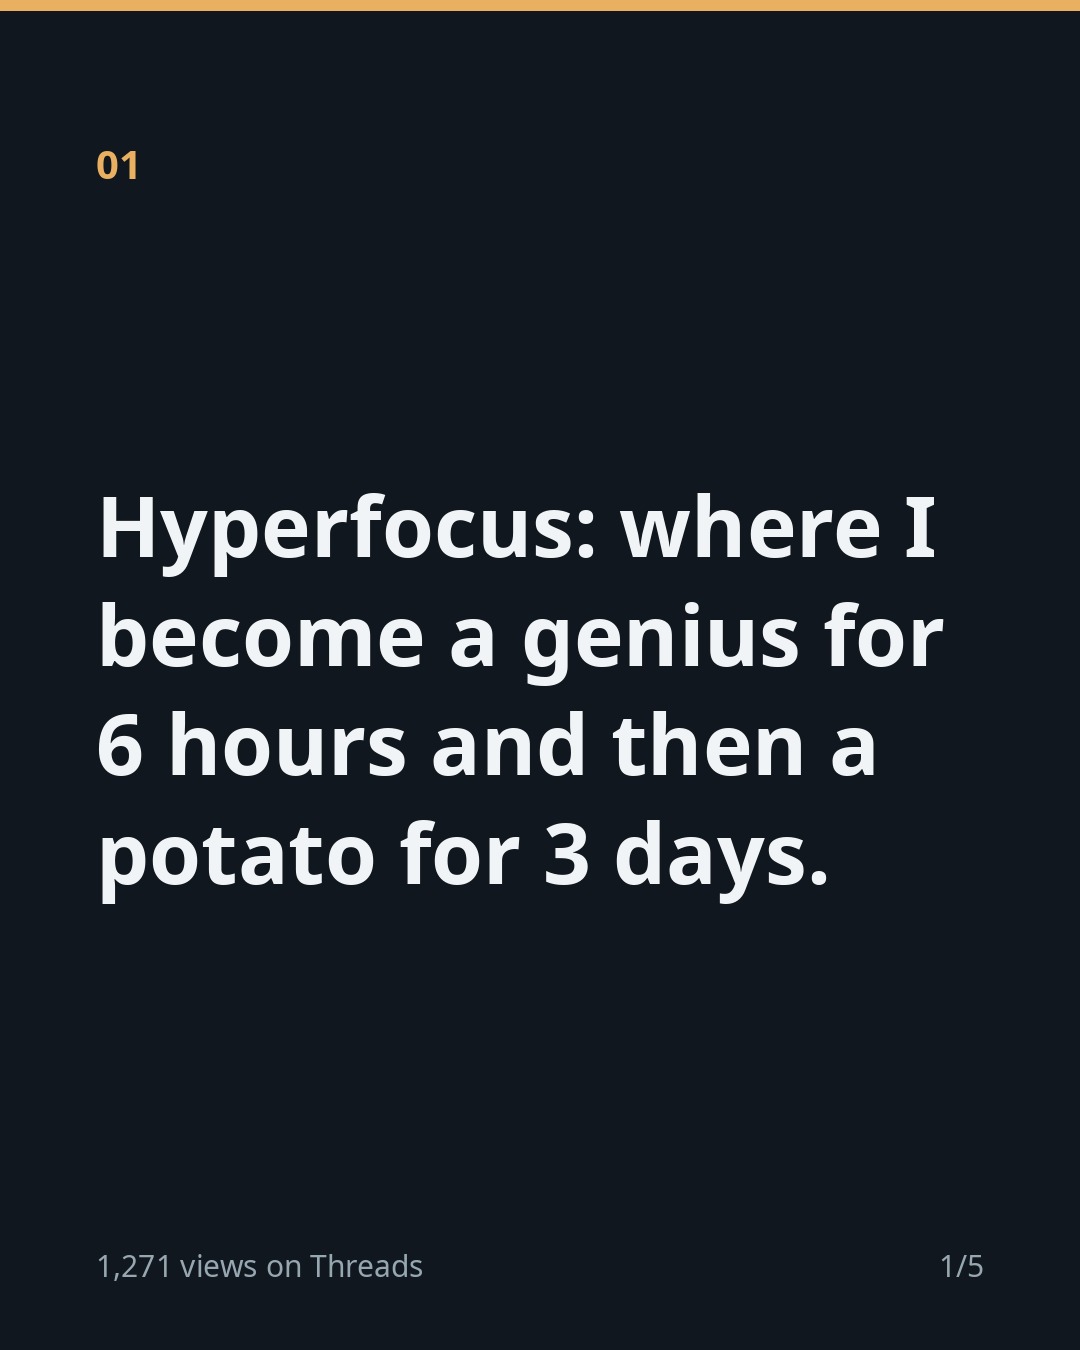 01
Hyperfocus: where I
become a genius for
6 hours and then a
potato for 3 days.
1,271 views on Threads
1/5